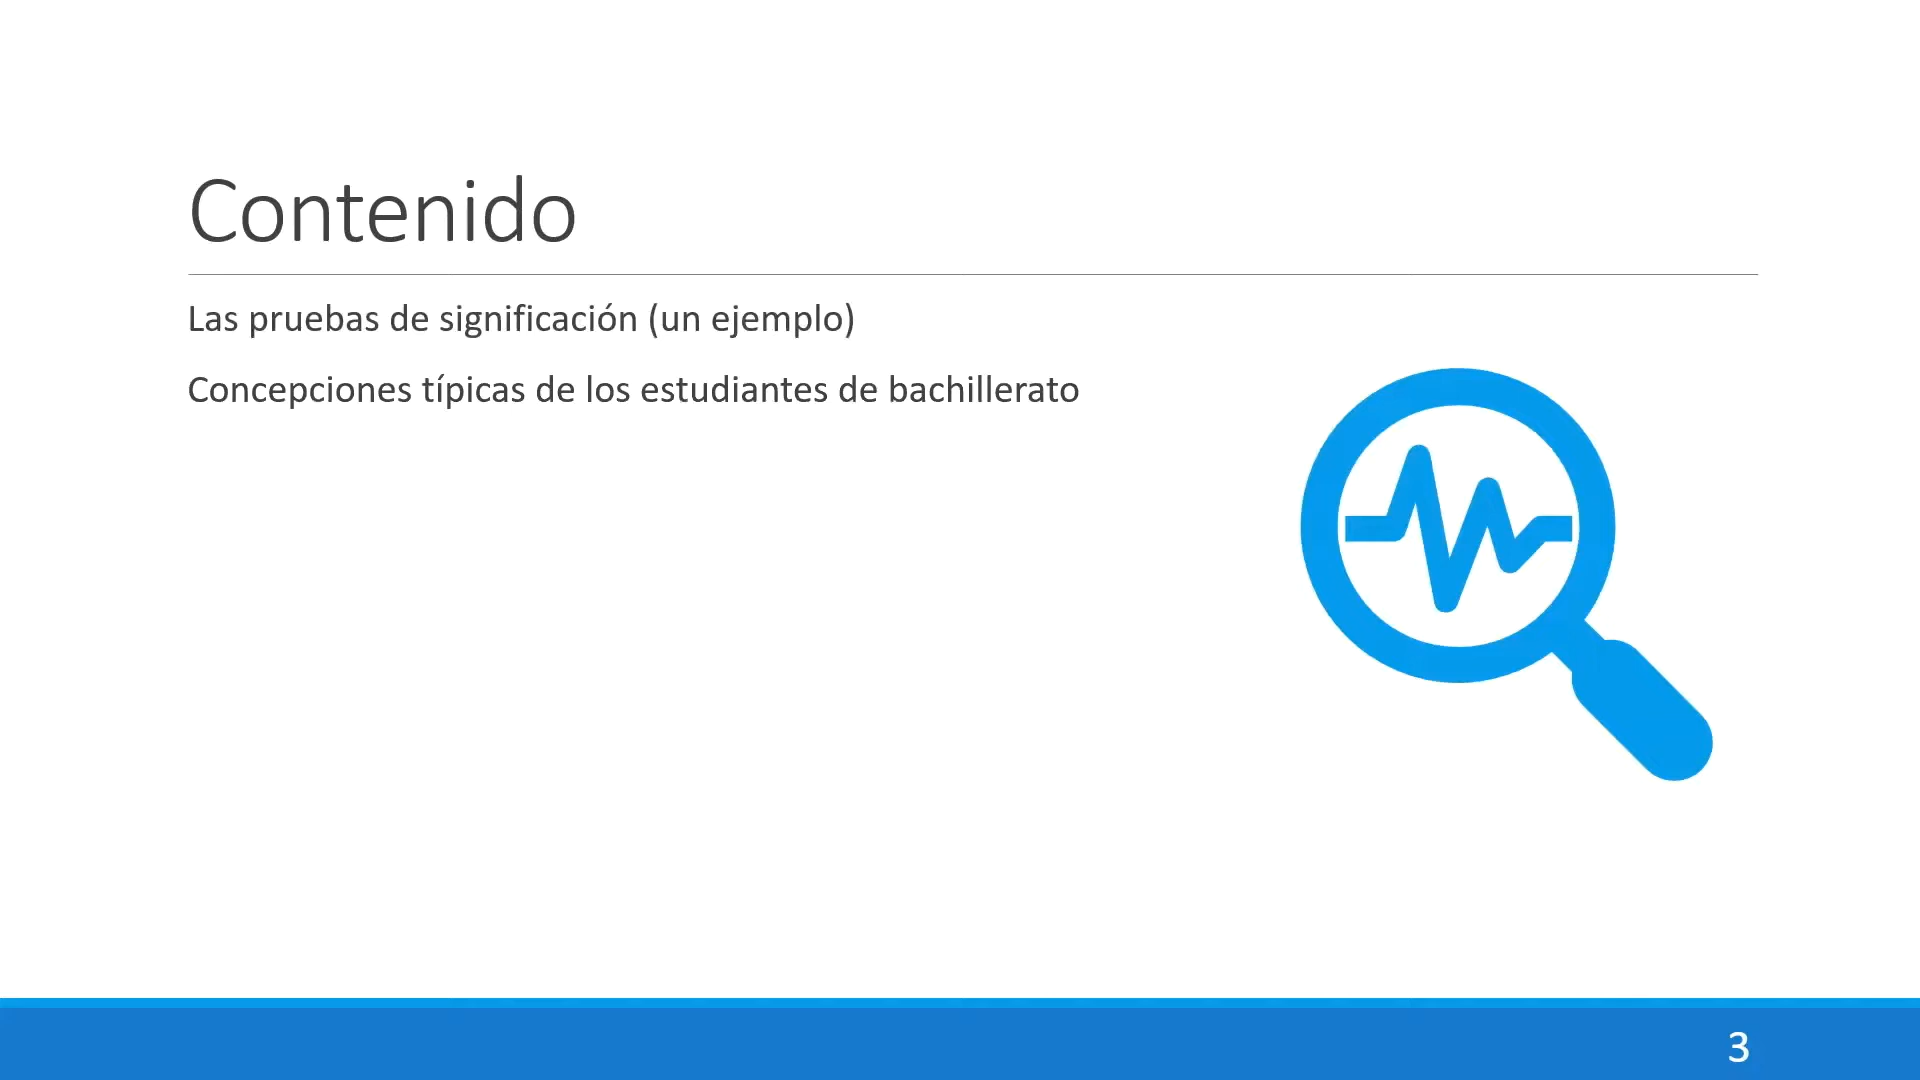 Contenido
Las pruebas de significación (un ejemplo)
Concepciones típicas de los estudiantes de bachillerato
3